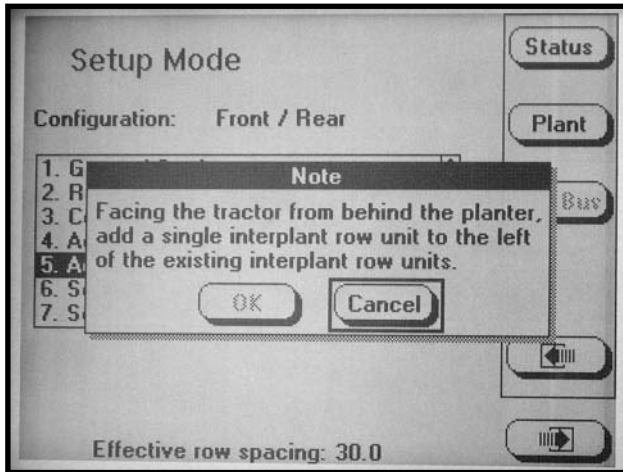 Setup Mode
Status
Configuration: Front / Rear
Plant
1. G
Note
2. R
Facing the tractor from behind the planter,
Bus
3. C
add a single interplant row unit to the left
4. A
of the existing interplant row units.
5. A
6. S
OK
Cancel
7. S
Effective row spacing: 30.0